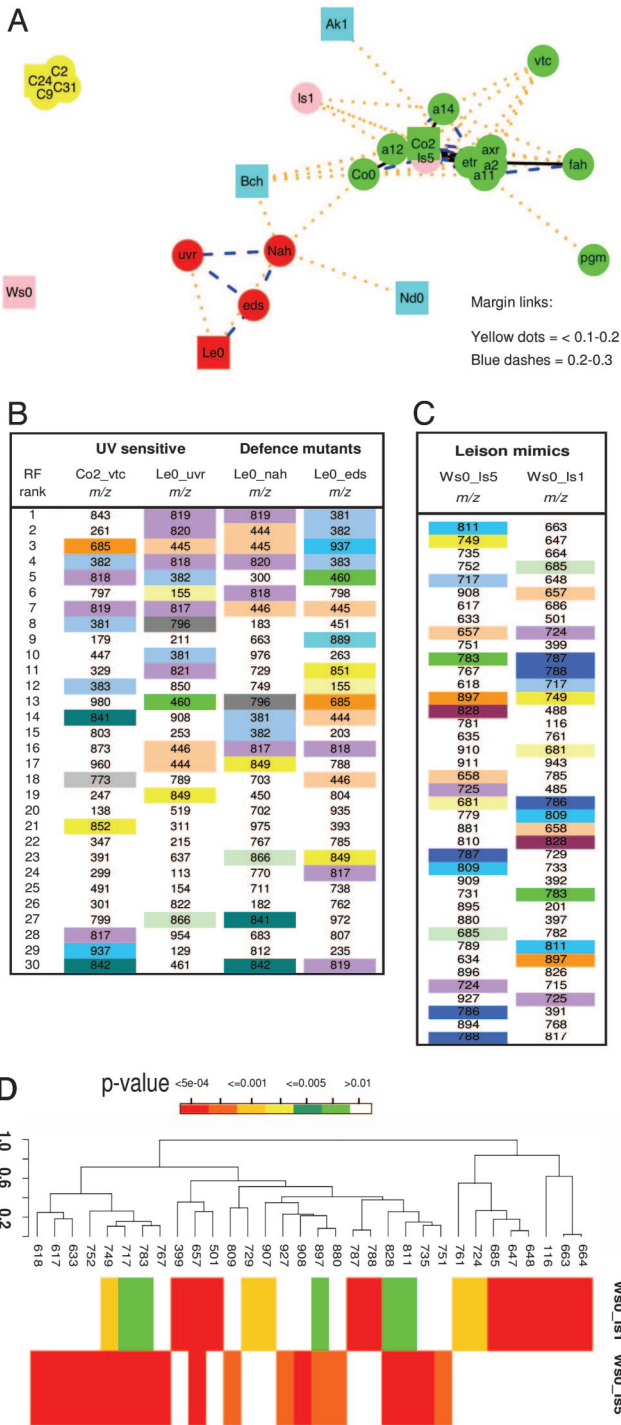 A
Ak1
C2
C24
C31
C9
vtc
ls1
a14
Co2
a12
axr
ls5
etr
a2
a11
fah
Bch
Co0
uvr
Nah
pgm
Ws0
eds
Nd0
Le0
Margin links:
Yellow dots = < 0.1-0.2
Blue dashes = 0.2-0.3
B
UV sensitive Defence mutants
RF rank Co2_vtc m/z Le0_uvr m/z Le0_nah m/z Le0_eds m/z
1 843 819 819 381
2 261 820 444 382
3 685 445 445 937
4 382 818 820 383
5 818 382 300 460
6 797 155 818 798
7 819 817 446 445
8 381 796 183 451
9 179 211 663 889
10 447 381 976 263
11 329 821 729 851
12 383 850 749 155
13 980 460 796 685
14 841 908 381 444
15 803 253 382 203
16 873 446 817 818
17 960 444 849 788
18 773 789 703 446
19 247 849 450 804
20 138 519 702 935
21 852 311 975 393
22 347 215 767 785
23 391 637 866 849
24 299 113 770 817
25 491 154 711 738
26 301 822 182 762
27 799 866 841 972
28 817 954 683 807
29 937 129 812 235
30 842 461 842 819
C
Leison mimics
Ws0_ls5 Ws0_ls1
m/z m/z
811 663
749 647
735 664
752 685
717 648
908 657
617 686
633 501
657 724
751 399
783 787
767 788
618 717
897 749
828 488
781 116
635 761
910 681
911 943
658 785
725 485
681 786
779 809
881 658
810 828
787 729
809 733
909 392
731 783
895 201
880 397
685 782
789 811
634 897
896 826
724 715
927 725
786 391
894 768
788 817
D
p-value
<5e-04 <=0.001 <=0.005 >0.01
1.0
0.6
0.2
618 617 633 752 749 717 783 767 399 657 501 809 729 907 927 908 897 880 787 788 828 811 735 751 761 724 685 647 648 116 663 664
Ws0_ls1
Ws0_ls5